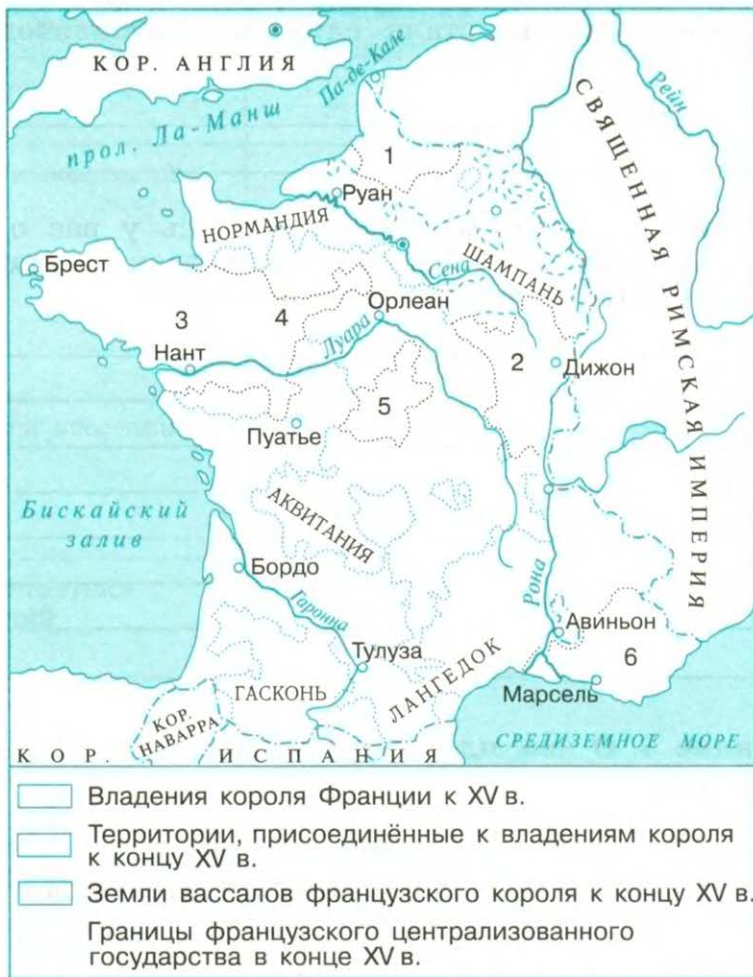 КОР. АНГЛИЯ
Па-де-Кале
прол. Ла-Манш
Рейн
СВЯЩЕННАЯ РИМСКАЯ ИМПЕРИЯ
1
Руан
НОРМАНДИЯ
ШАМПАНЬ
Сена
Брест
3
4
Орлеан
Луара
Нант
2
Дижон
5
Пуатье
Бискайский
залив
АКВИТАНИЯ
Бордо
Гаронна
Рона
Авиньон
6
Тулуза
ЛАНГЕДОК
Марсель
ГАСКОНЬ
КОР.
НАВАРРА
КОР. ИСПАНИЯ
СРЕДИЗЕМНОЕ МОРЕ
Владения короля Франции к XV в.
Территории, присоединённые к владениям короля
к концу XV в.
Земли вассалов французского короля к концу XV в.
Границы французского централизованного
государства в конце XV в.